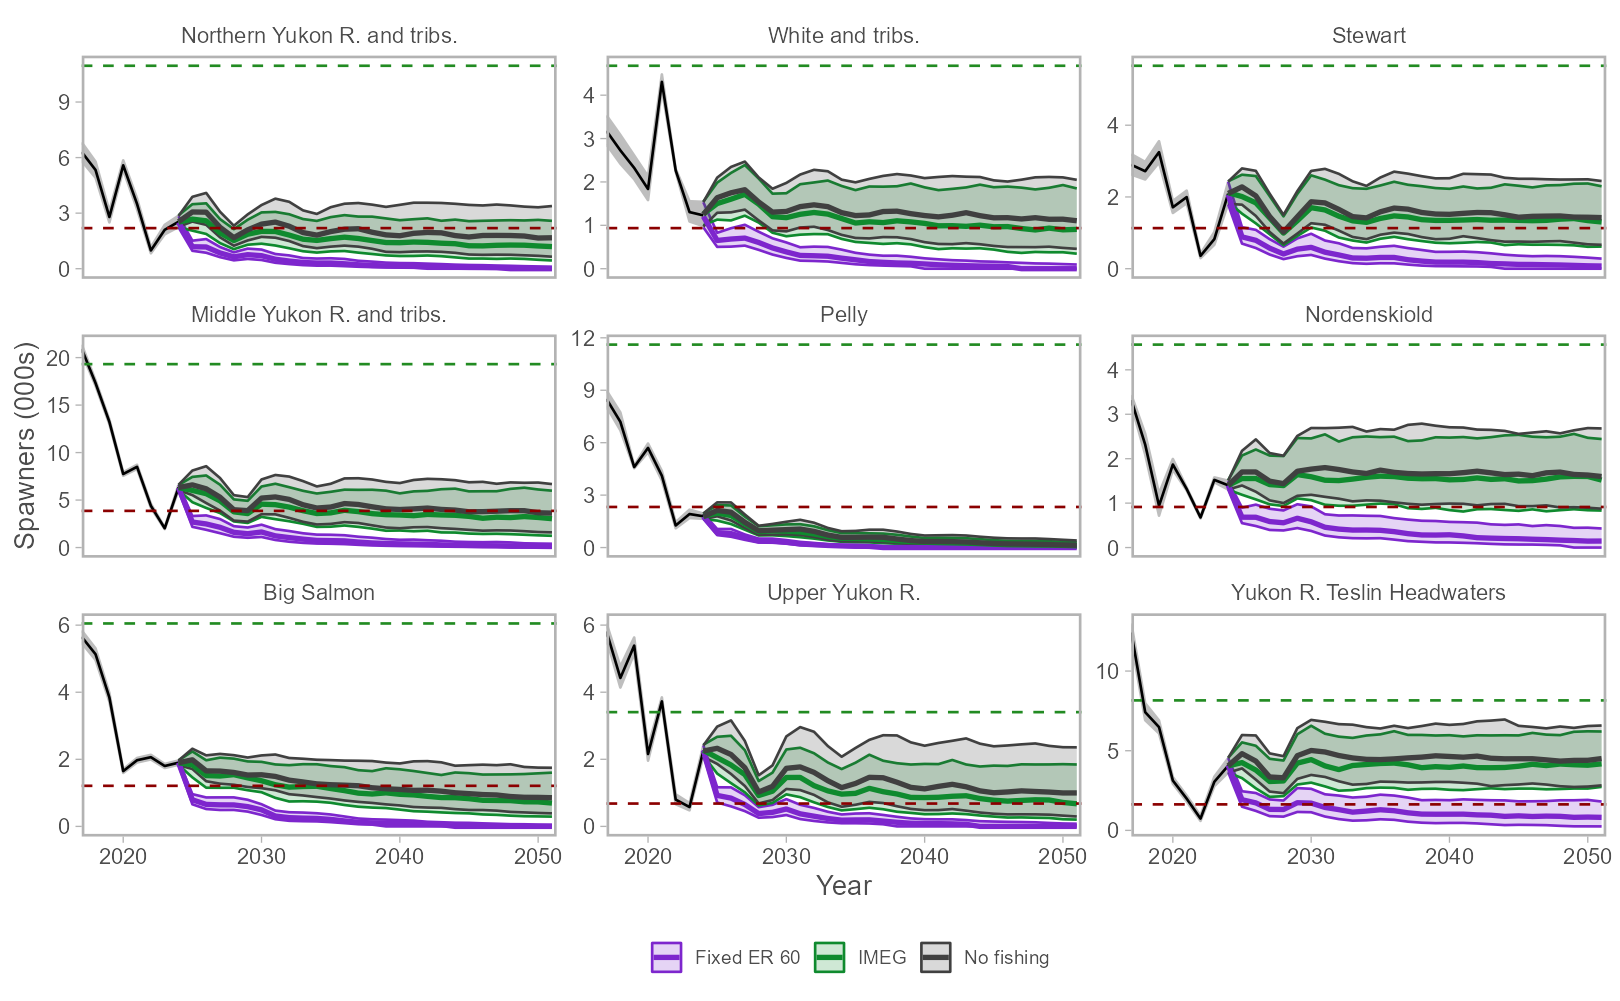 Northern Yukon R. and tribs.
White and tribs.
Stewart
9
6
3
0
4
3
2
1
0
4
2
0
Middle Yukon R. and tribs.
Pelly
Nordenskiold
Spawners (000s)
20
15
10
5
0
12
9
6
3
0
4
3
2
1
0
Big Salmon
Upper Yukon R.
Yukon R. Teslin Headwaters
6
4
2
0
6
4
2
0
10
5
0
2020 2030 2040 2050
2020 2030 2040 2050
2020 2030 2040 2050
Year
Fixed ER 60 IMEG No fishing